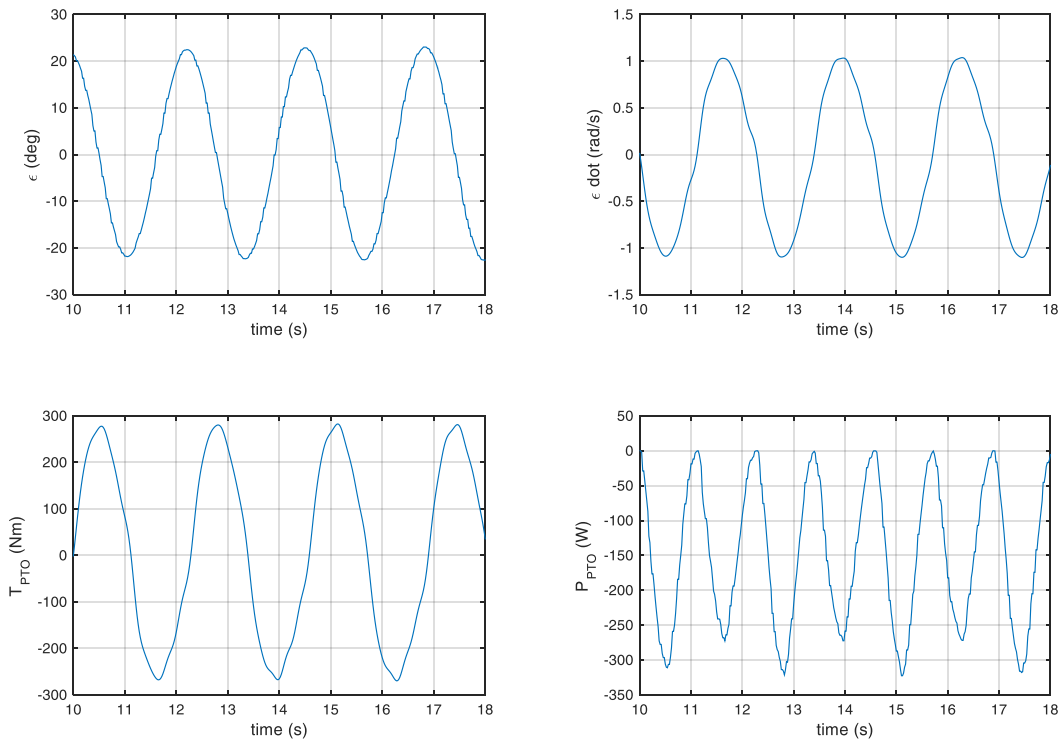 30
20
10
0
-10
-20
-30
ϵ (deg)
10 11 12 13 14 15 16 17 18
time (s)
1.5
1
0.5
0
-0.5
-1
-1.5
ϵ dot (rad/s)
10 11 12 13 14 15 16 17 18
time (s)
300
200
100
0
-100
-200
-300
T_PTO (Nm)
10 11 12 13 14 15 16 17 18
time (s)
50
0
-50
-100
-150
-200
-250
-300
-350
P_PTO (W)
10 11 12 13 14 15 16 17 18
time (s)